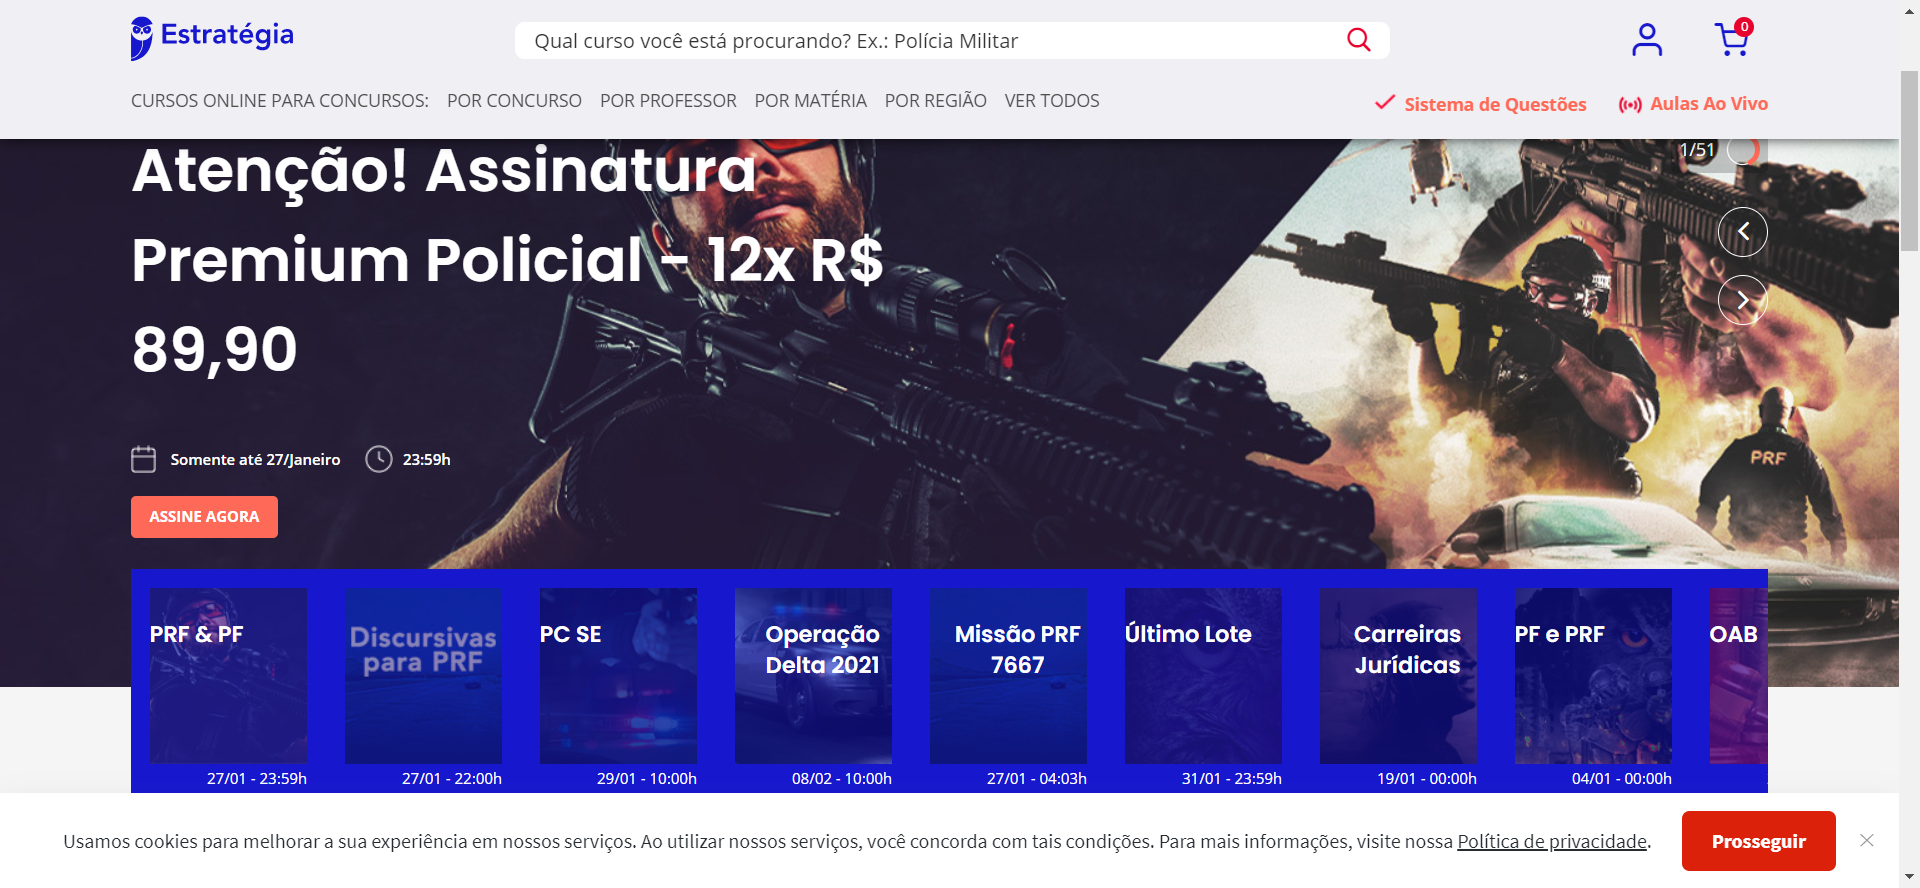 Estratégia
Qual curso você está procurando? Ex.: Polícia Militar
0
CURSOS ONLINE PARA CONCURSOS: POR CONCURSO POR PROFESSOR POR MATÉRIA POR REGIÃO VER TODOS
Sistema de Questões Aulas Ao Vivo
1/51
Atenção! Assinatura
Premium Policial - 12x R$
89,90
PRF
Somente até 27/Janeiro 23:59h
ASSINE AGORA
PRF & PF
27/01 - 23:59h
Discursivas
para PRF
27/01 - 22:00h
PC SE
29/01 - 10:00h
Operação
Delta 2021
08/02 - 10:00h
Missão PRF
7667
27/01 - 04:03h
Último Lote
31/01 - 23:59h
Carreiras
Jurídicas
19/01 - 00:00h
PF e PRF
04/01 - 00:00h
OAB
Usamos cookies para melhorar a sua experiência em nossos serviços. Ao utilizar nossos serviços, você concorda com tais condições. Para mais informações, visite nossa Política de privacidade.
Prosseguir